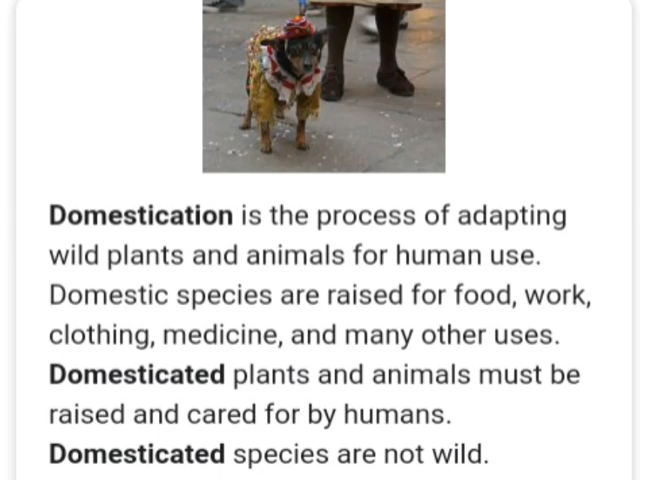 Domestication is the process of adapting
wild plants and animals for human use.
Domestic species are raised for food, work,
clothing, medicine, and many other uses.
Domesticated plants and animals must be
raised and cared for by humans.
Domesticated species are not wild.